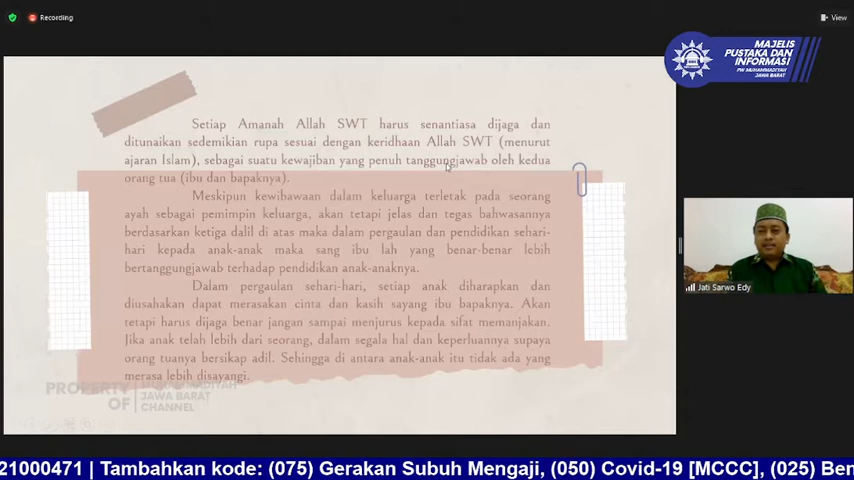 Recording
View
MAJELIS
PUSTAKA DAN
INFORMASI
PW MUHAMMADIYAH
JAWA BARAT
Setiap Amanah Allah SWT harus senantiasa dijaga dan
ditunaikan sedemikian rupa sesuai dengan keridhaan Allah SWT (menurut
ajaran Islam), sebagai suatu kewajiban yang penuh tanggungjawab oleh kedua
orang tua (ibu dan bapaknya).
Meskipun kewibawaan dalam keluarga terletak pada seorang
ayah sebagai pemimpin keluarga, akan tetapi jelas dan tegas bahwasannya
berdasarkan ketiga dalil di atas maka dalam pergaulan dan pendidikan sehari-
hari kepada anak-anak maka sang ibu lah yang benar-benar lebih
bertanggungjawab terhadap pendidikan anak-anaknya.
Dalam pergaulan sehari-hari, setiap anak diharapkan dan
diusahakan dapat merasakan cinta dan kasih sayang ibu bapaknya. Akan
tetapi harus dijaga benar jangan sampai menjurus kepada sifat memanjakan.
Jika anak telah lebih dari seorang, dalam segala hal dan keperluannya supaya
orang tuanya bersikap adil. Sehingga di antara anak-anak itu tidak ada yang
merasa lebih disayangi.
PROPERTY
OF
MUHAMMADIYAH
JAWA BARAT
CHANNEL
Jati Sarwo Edy
21000471 | Tambahkan kode: (075) Gerakan Subuh Mengaji, (050) Covid-19 [MCCC], (025) Ben